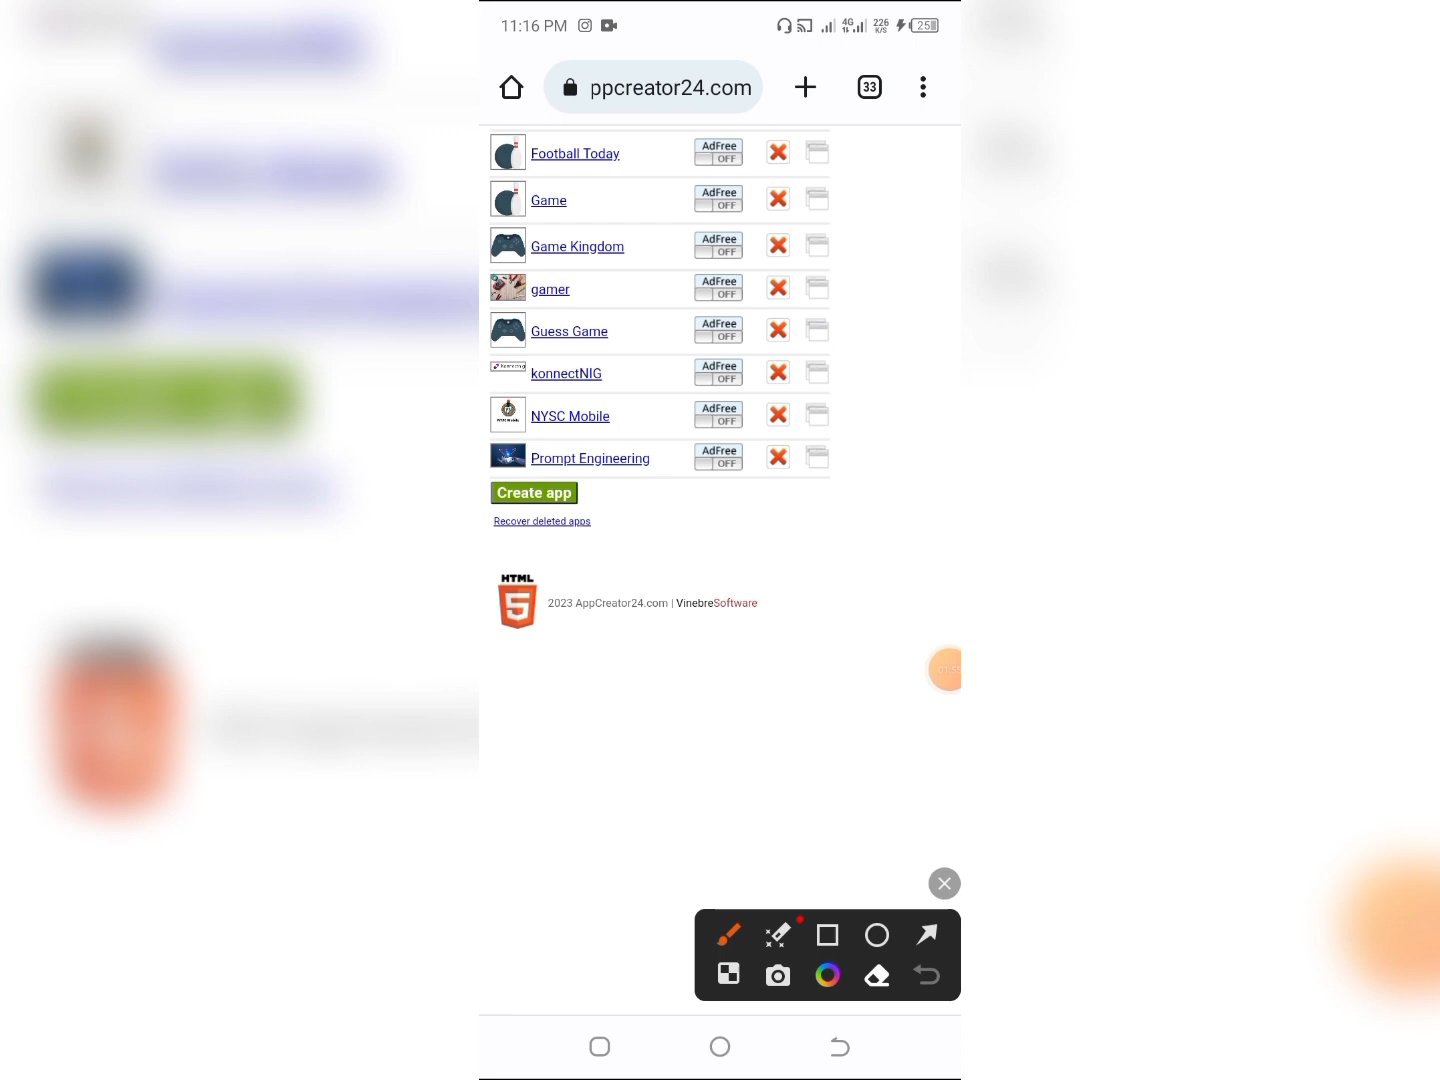 11:16 PM 4G 226 K/S 25
ppcreator24.com 33
Football Today AdFree OFF
Game AdFree OFF
Game Kingdom AdFree OFF
gamer AdFree OFF
Guess Game AdFree OFF
konnectNIG AdFree OFF
NYSC Mobile AdFree OFF
Prompt Engineering AdFree OFF
Create app
Recover deleted apps
HTML
5
2023 AppCreator24.com | VinebreSoftware